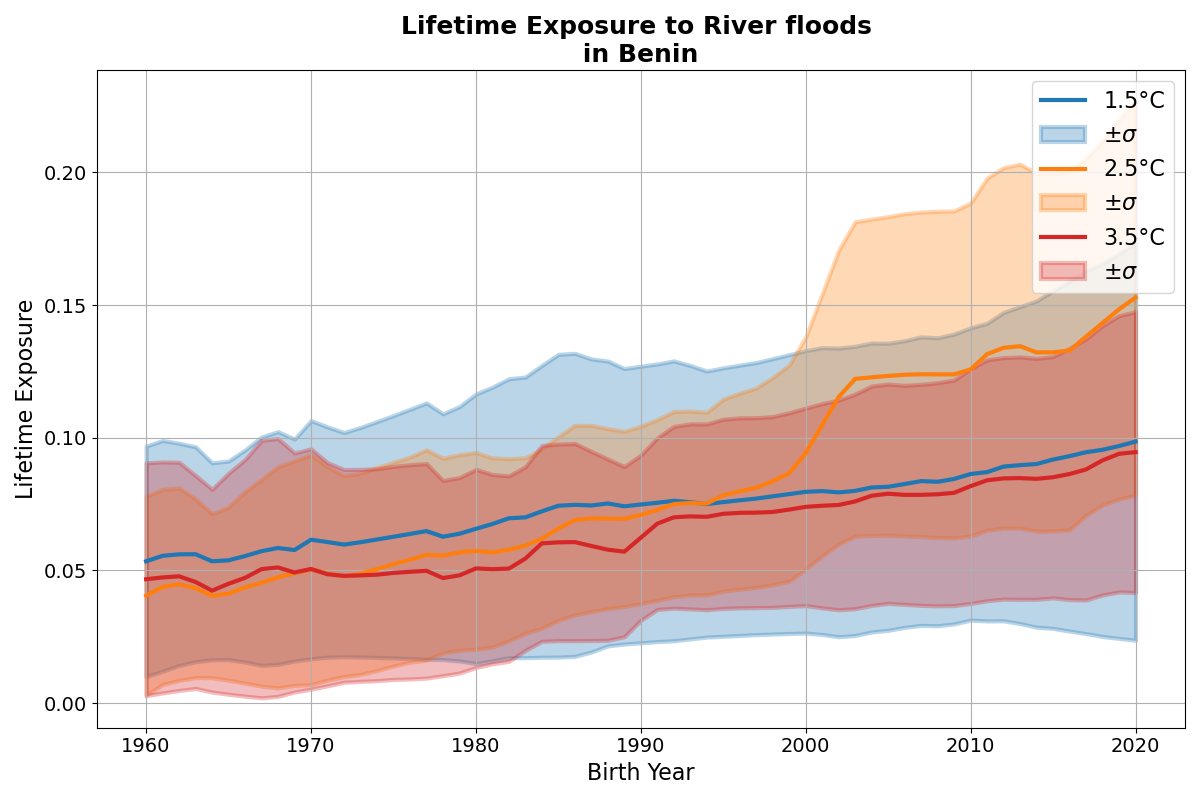 Lifetime Exposure to River floods
in Benin
Lifetime Exposure
0.20
0.15
0.10
0.05
0.00
1960
1970
1980
1990
2000
2010
2020
Birth Year
1.5°C
±σ
2.5°C
±σ
3.5°C
±σ